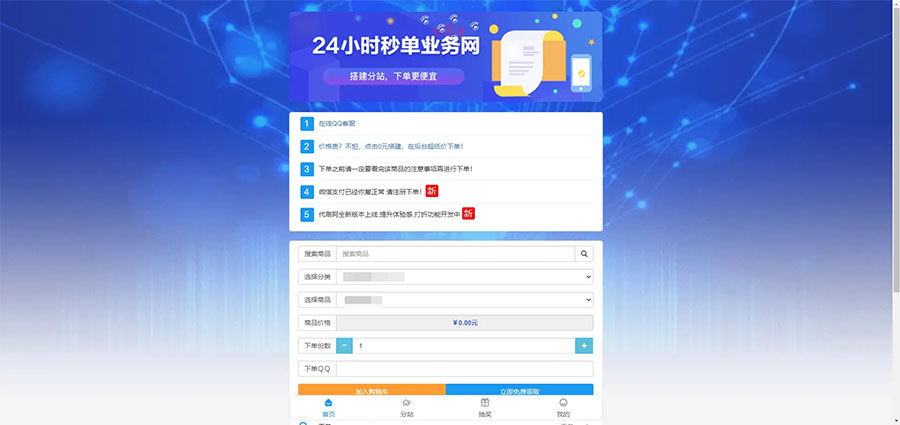 24小时秒单业务网
搭建分站，下单更便宜
1 在线QQ客服
2 价格贵？不怕，点击0元搭建，在后台超低价下单！
3 下单之前请一定要看完该商品的注意事项再进行下单！
4 微信支付已经恢复正常 请注册下单！ 新
5 代刷网全新版本上线,提升体验感,打折功能开发中 新
搜索商品 搜索商品
选择分类
选择商品
商品价格 ￥0.00元
下单份数 − 1 +
下单ＱＱ
加入购物车 立即免费领取
首页 分站 抽奖 我的